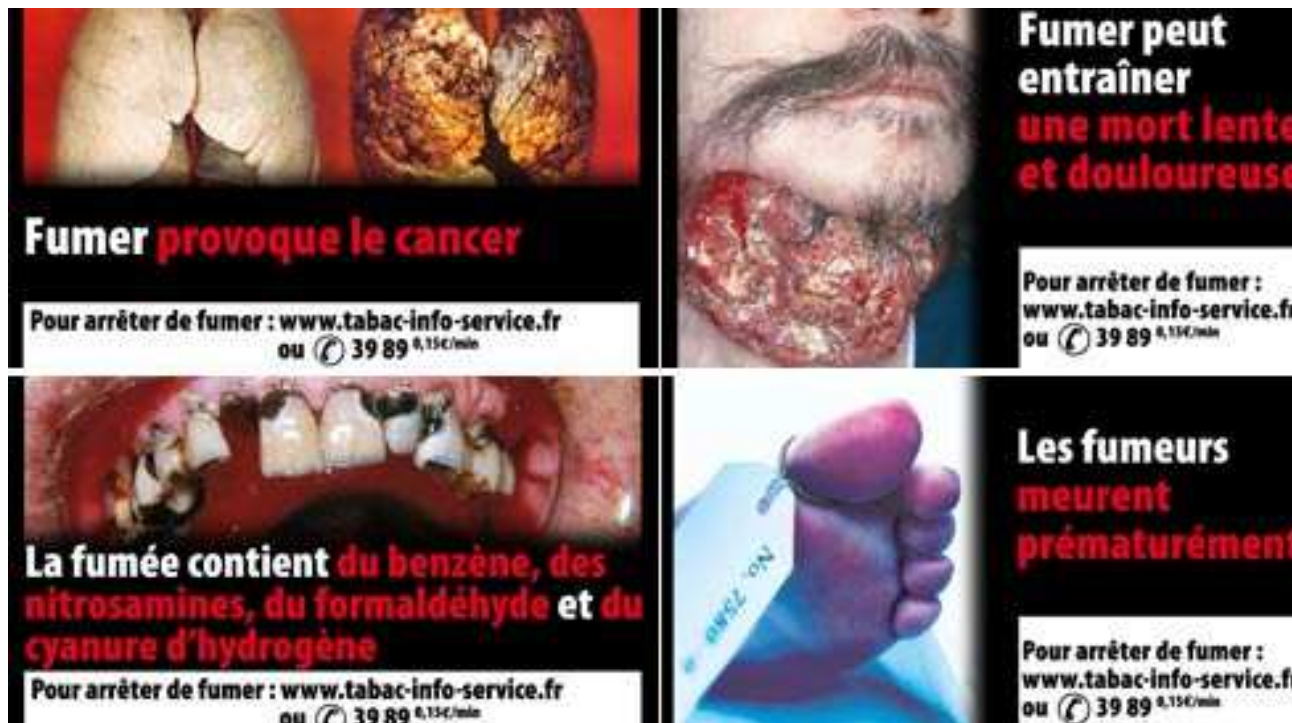 Fumer provoque le cancer
Pour arrêter de fumer : www.tabac-info-service.fr
ou 39 89 0,15€/min
Fumer peut
entraîner
une mort lente
et douloureuse
Pour arrêter de fumer :
www.tabac-info-service.fr
ou 39 89 0,15€/min
La fumée contient du benzène, des
nitrosamines, du formaldéhyde et du
cyanure d'hydrogène
Pour arrêter de fumer : www.tabac-info-service.fr
ou 39 89 0,15€/min
No.
Les fumeurs
meurent
prématurément
Pour arrêter de fumer :
www.tabac-info-service.fr
ou 39 89 0,15€/min